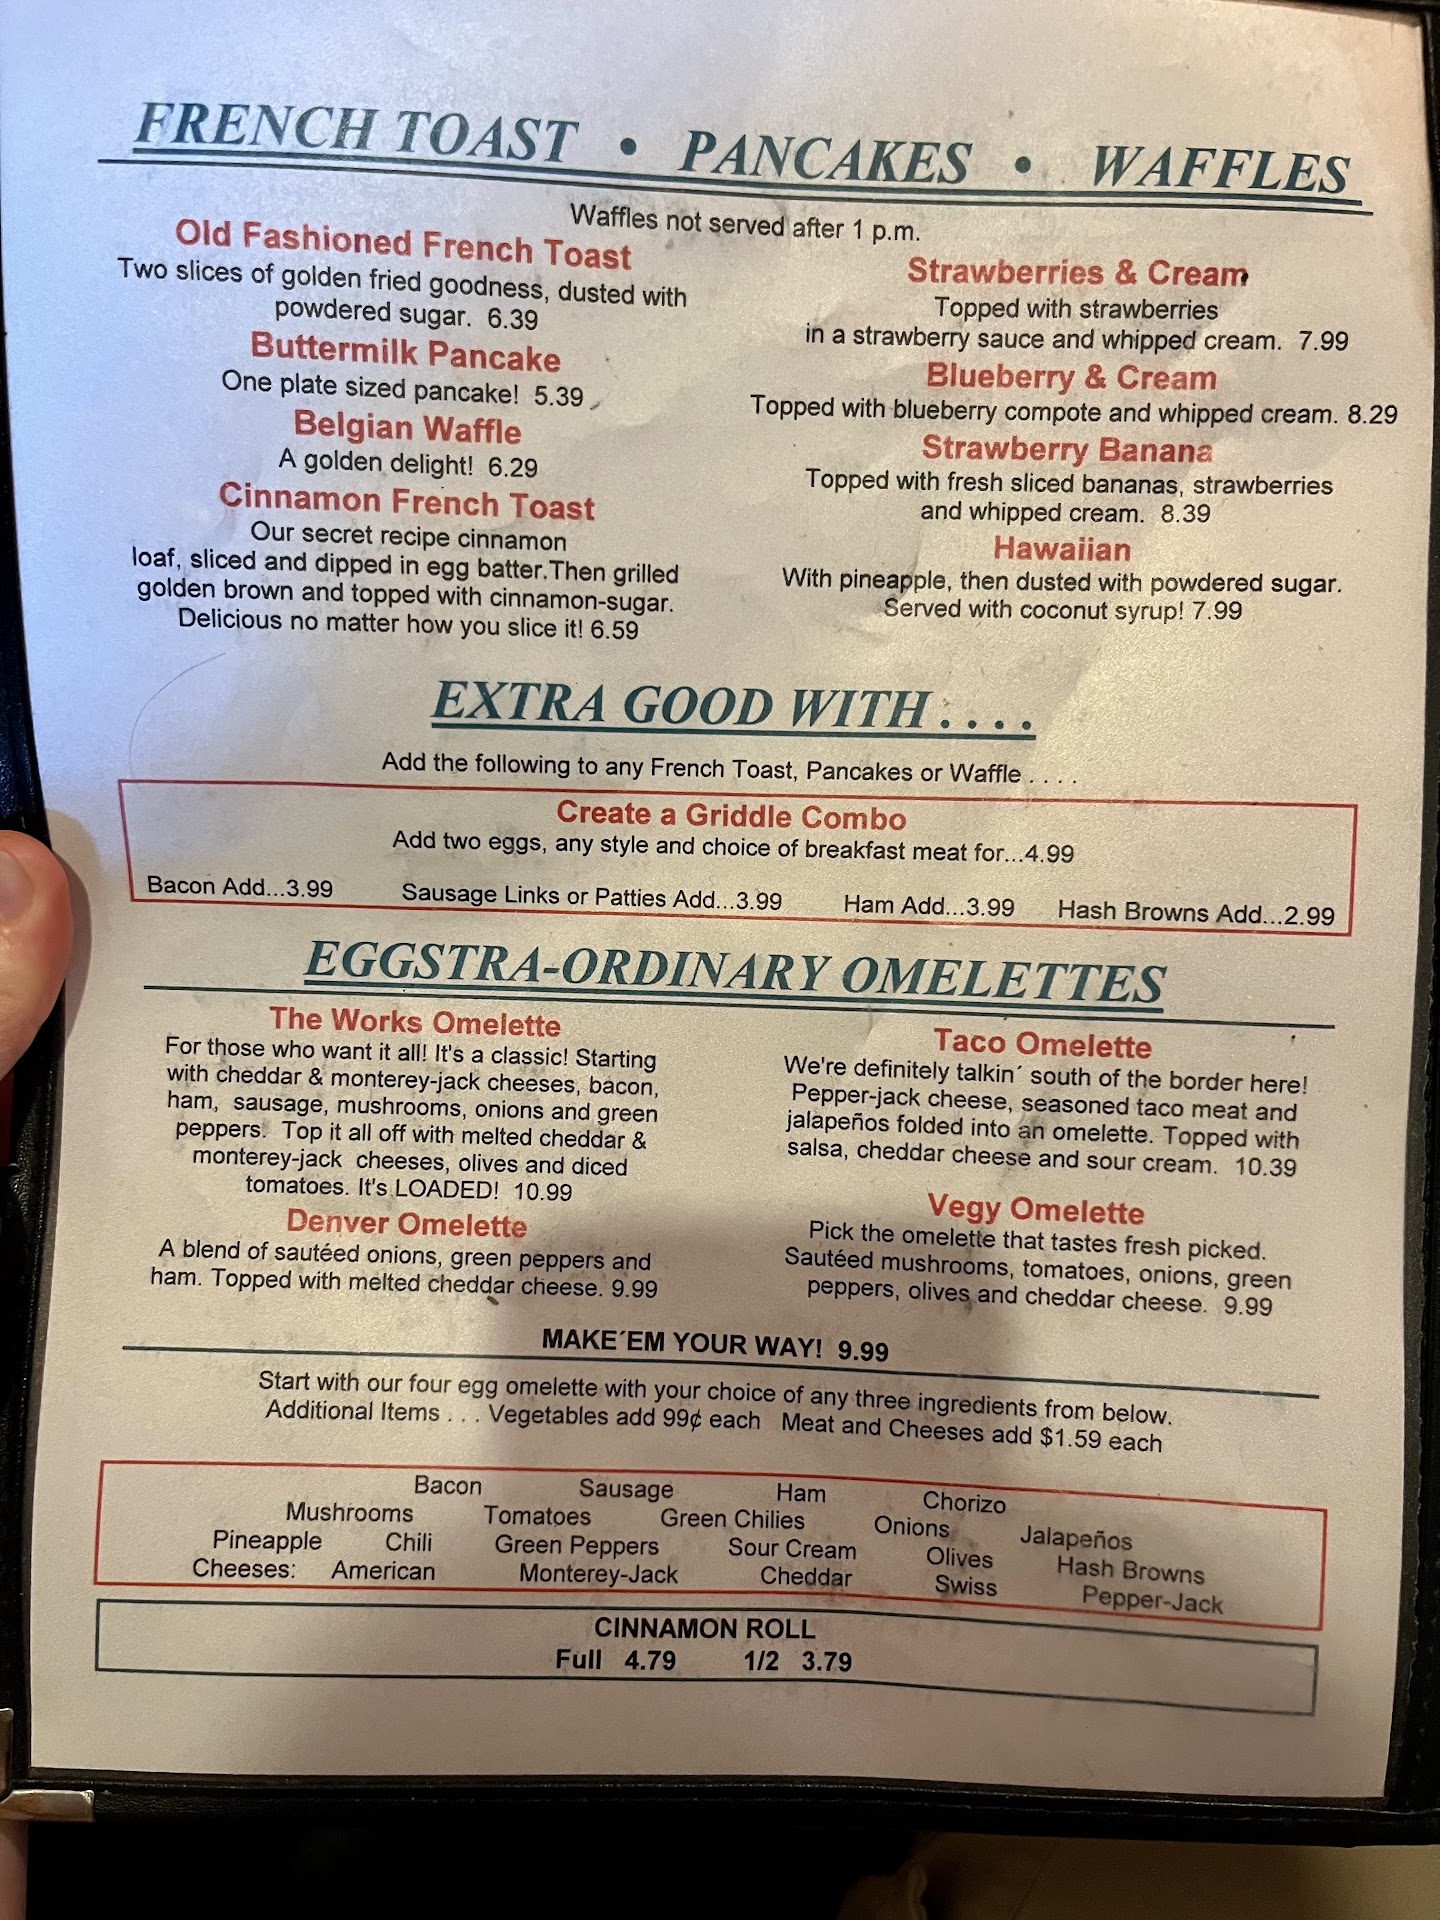 FRENCH TOAST • PANCAKES • WAFFLES
Waffles not served after 1 p.m.
Old Fashioned French Toast
Two slices of golden fried goodness, dusted with
powdered sugar. 6.39
Buttermilk Pancake
One plate sized pancake! 5.39
Belgian Waffle
A golden delight! 6.29
Cinnamon French Toast
Our secret recipe cinnamon
loaf, sliced and dipped in egg batter.Then grilled
golden brown and topped with cinnamon-sugar.
Delicious no matter how you slice it! 6.59
Strawberries & Cream
Topped with strawberries
in a strawberry sauce and whipped cream. 7.99
Blueberry & Cream
Topped with blueberry compote and whipped cream. 8.29
Strawberry Banana
Topped with fresh sliced bananas, strawberries
and whipped cream. 8.39
Hawaiian
With pineapple, then dusted with powdered sugar.
Served with coconut syrup! 7.99
EXTRA GOOD WITH . . . .
Add the following to any French Toast, Pancakes or Waffle . . . .
Create a Griddle Combo
Add two eggs, any style and choice of breakfast meat for...4.99
Bacon Add...3.99 Sausage Links or Patties Add...3.99 Ham Add...3.99 Hash Browns Add...2.99
EGGSTRA-ORDINARY OMELETTES
The Works Omelette
For those who want it all! It's a classic! Starting
with cheddar & monterey-jack cheeses, bacon,
ham, sausage, mushrooms, onions and green
peppers. Top it all off with melted cheddar &
monterey-jack cheeses, olives and diced
tomatoes. It's LOADED! 10.99
Denver Omelette
A blend of sautéed onions, green peppers and
ham. Topped with melted cheddar cheese. 9.99
Taco Omelette
We're definitely talkin´ south of the border here!
Pepper-jack cheese, seasoned taco meat and
jalapeños folded into an omelette. Topped with
salsa, cheddar cheese and sour cream. 10.39
Vegy Omelette
Pick the omelette that tastes fresh picked.
Sautéed mushrooms, tomatoes, onions, green
peppers, olives and cheddar cheese. 9.99
MAKE´EM YOUR WAY! 9.99
Start with our four egg omelette with your choice of any three ingredients from below.
Additional Items . . . Vegetables add 99¢ each Meat and Cheeses add $1.59 each
Bacon Sausage Ham Chorizo
Mushrooms Tomatoes Green Chilies Onions Jalapeños
Pineapple Chili Green Peppers Sour Cream Olives Hash Browns
Cheeses: American Monterey-Jack Cheddar Swiss Pepper-Jack
CINNAMON ROLL
Full 4.79 1/2 3.79